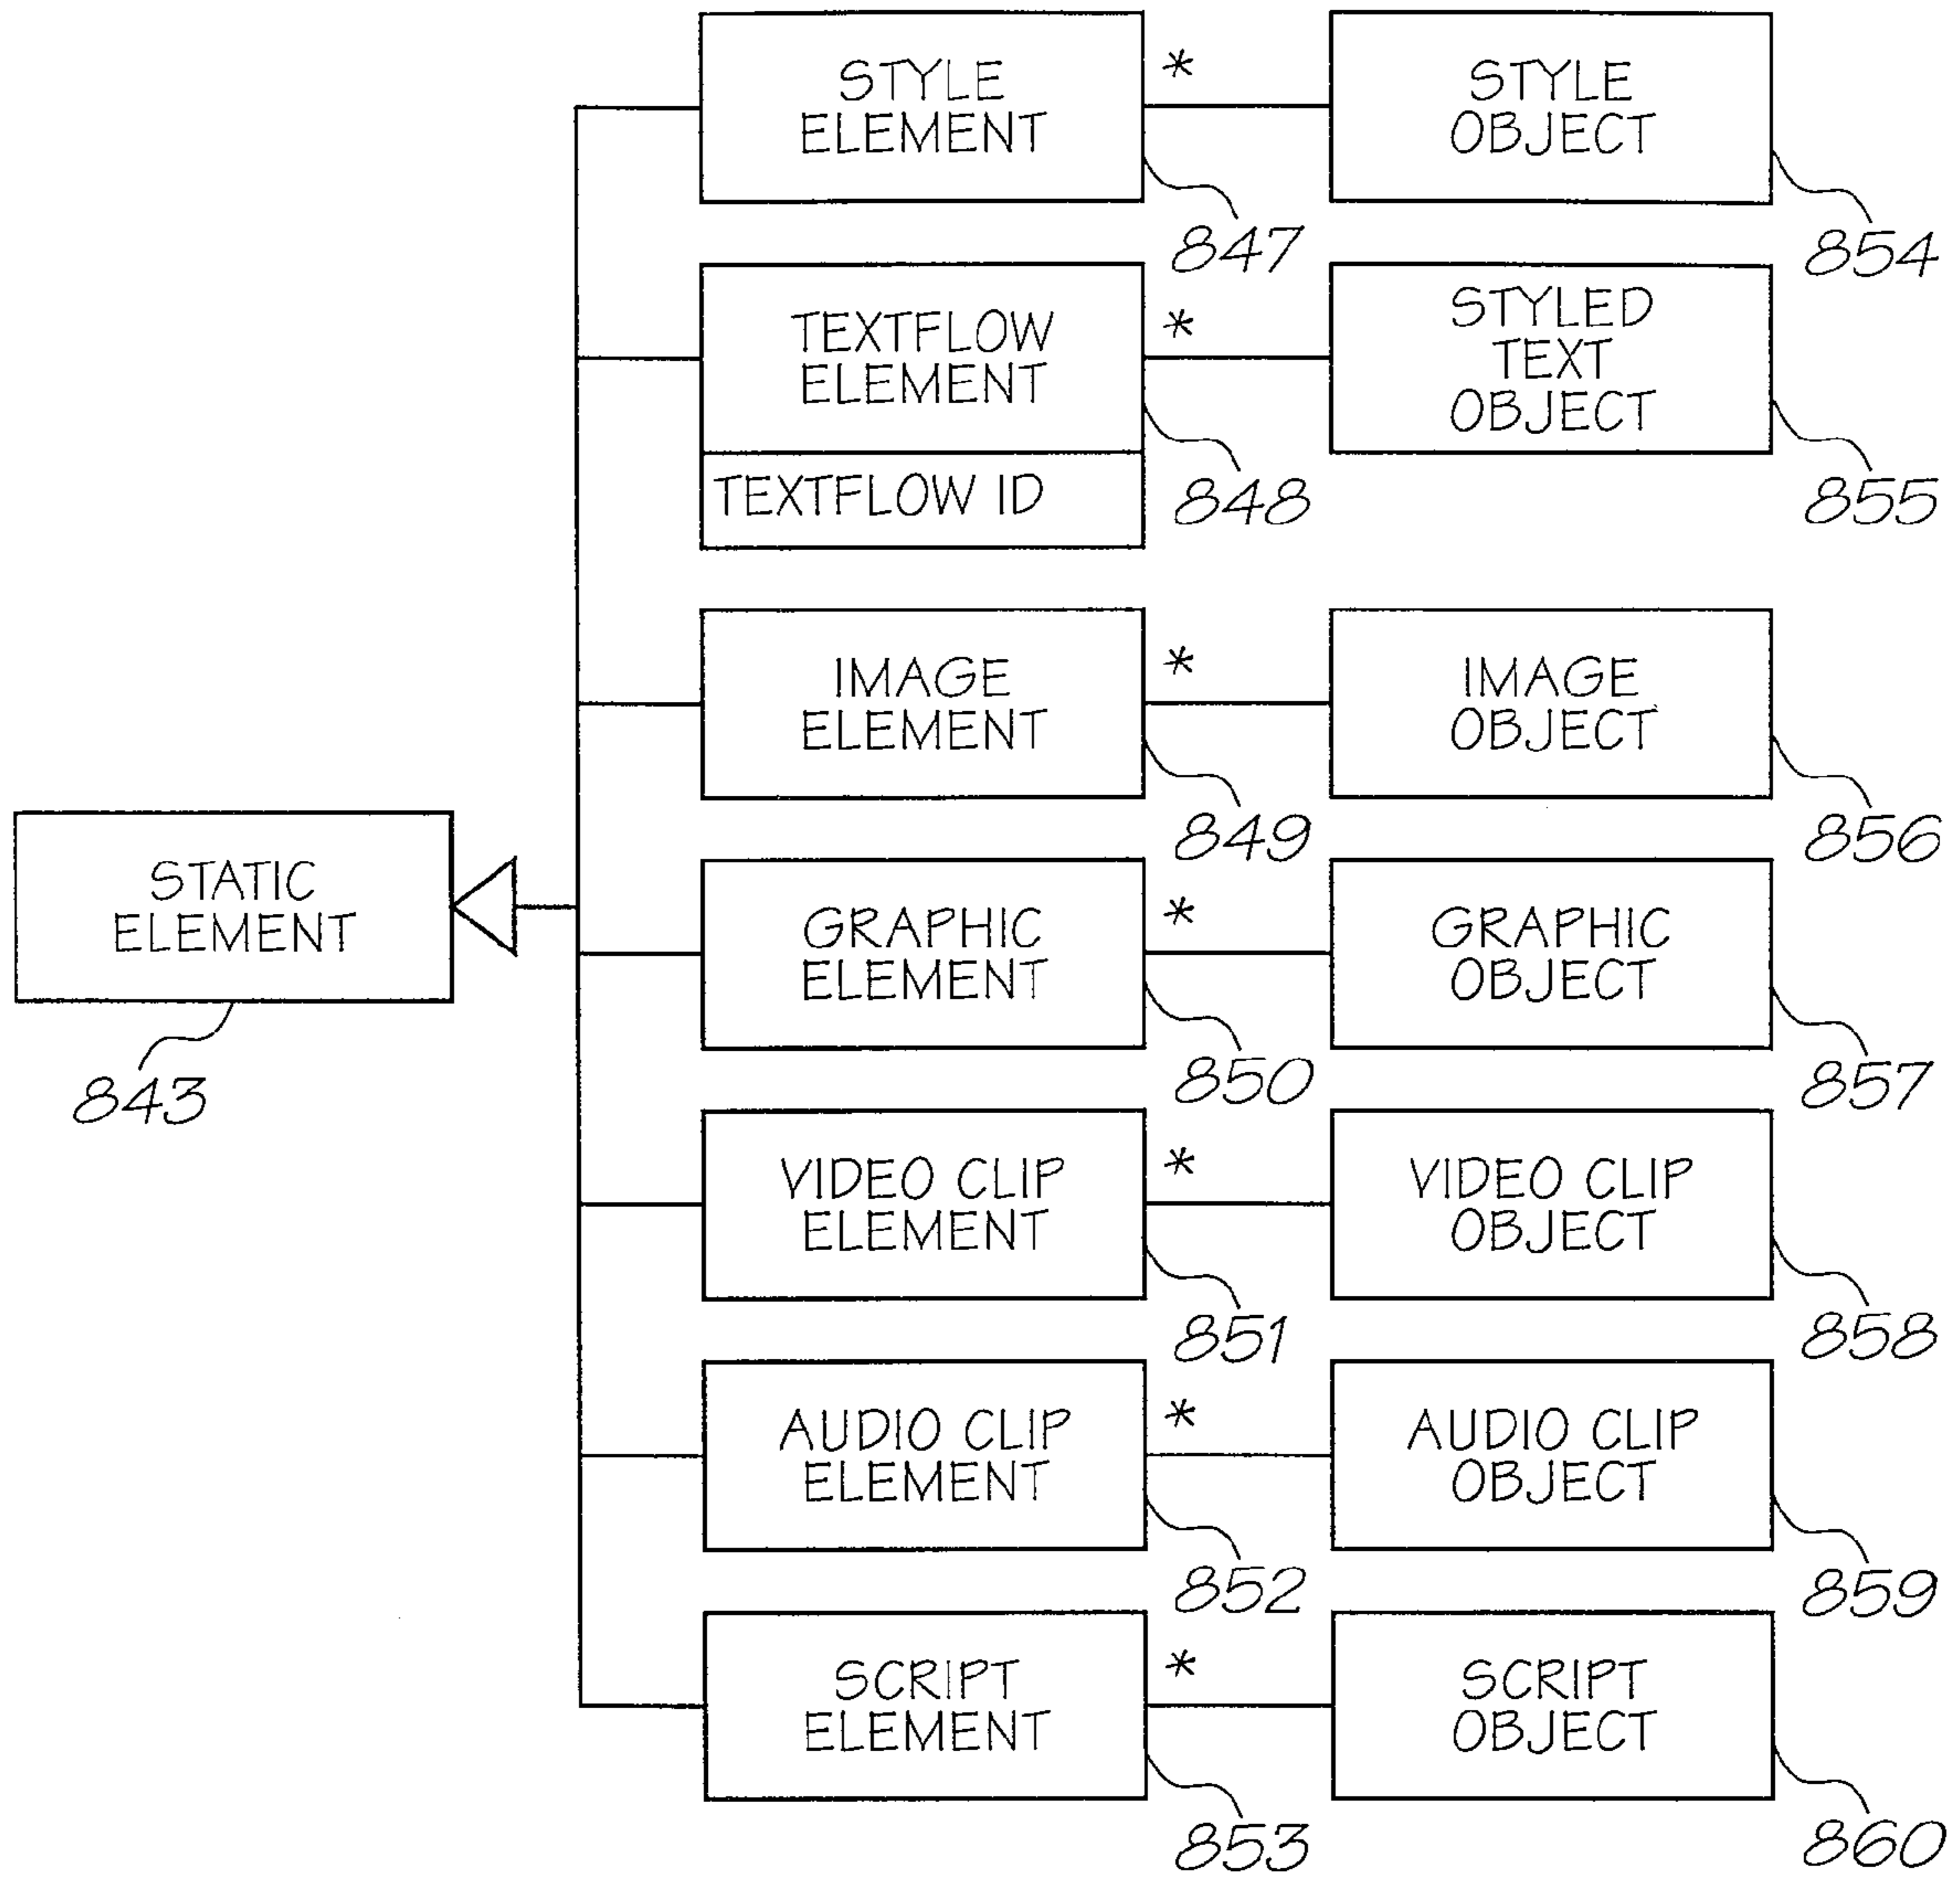 STYLE
ELEMENT
*
STYLE
OBJECT
847
854
TEXTFLOW
ELEMENT
*
STYLED
TEXT
OBJECT
TEXTFLOW ID
848
855
IMAGE
ELEMENT
*
IMAGE
OBJECT
849
856
STATIC
ELEMENT
843
GRAPHIC
ELEMENT
*
GRAPHIC
OBJECT
850
857
VIDEO CLIP
ELEMENT
*
VIDEO CLIP
OBJECT
851
858
AUDIO CLIP
ELEMENT
*
AUDIO CLIP
OBJECT
852
859
SCRIPT
ELEMENT
*
SCRIPT
OBJECT
853
860